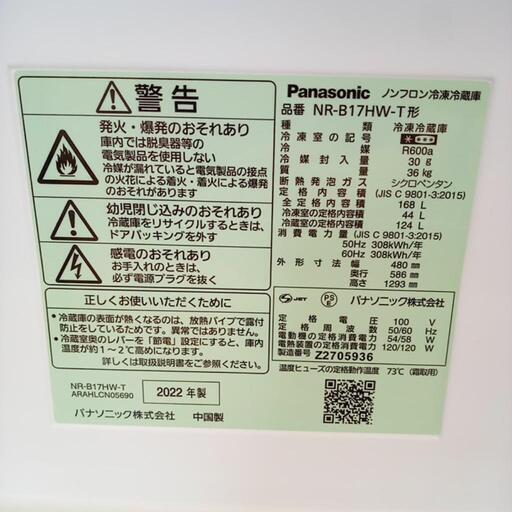 警告
発火・爆発のおそれあり
庫内では脱臭器等の
電気製品を使用しない
冷媒が漏れていると電気製品の接点
の火花による着火・着火による爆発
のおそれあり
幼児閉じ込みのおそれあり
冷蔵庫をリサイクルするときは、
ドアパッキングを外す
感電のおそれあり
お手入れのときは、
必ず電源プラグを抜く
正しくお使いいただくために
•冷蔵庫の表面が熱くなるのは、放熱パイプで露付
防止をしているためです。異常ではありません。
•冷蔵室奥のレバーを「節電」設定にすると、庫内
温度が約1~2℃高めになります。
詳しくは取扱説明書をご覧ください。
NR-B17HW-T
ARAHLCN05690
2022年製
パナソニック株式会社 中国製
Panasonic ノンフロン冷凍冷蔵庫
品番 NR-B17HW-T形
種類 冷凍冷蔵庫
冷凍室の記号
冷媒 R600a
冷媒封入量 30 g
質量 36 kg
断熱発泡ガス シクロペンタン
定格内容積 (JIS C 9801-3:2015)
全定格内容積 168 L
冷凍室の定格内容積 44 L
冷蔵室の定格内容積 124 L
消費電力量 (JIS C 9801-3:2015)
50Hz 308kWh/年
60Hz 308kWh/年
外形寸法 幅 480 mm
奥行 586 mm
高さ 1293 mm
JET PSE パナソニック株式会社
定格電圧 100 V
定格周波数 50/60 Hz
電動機の定格消費電力 54/58 W
電熱装置の定格消費電力 120/120 W
製造番号 Z2705936
温度ヒューズの定格動作温度 73℃(霜取用)